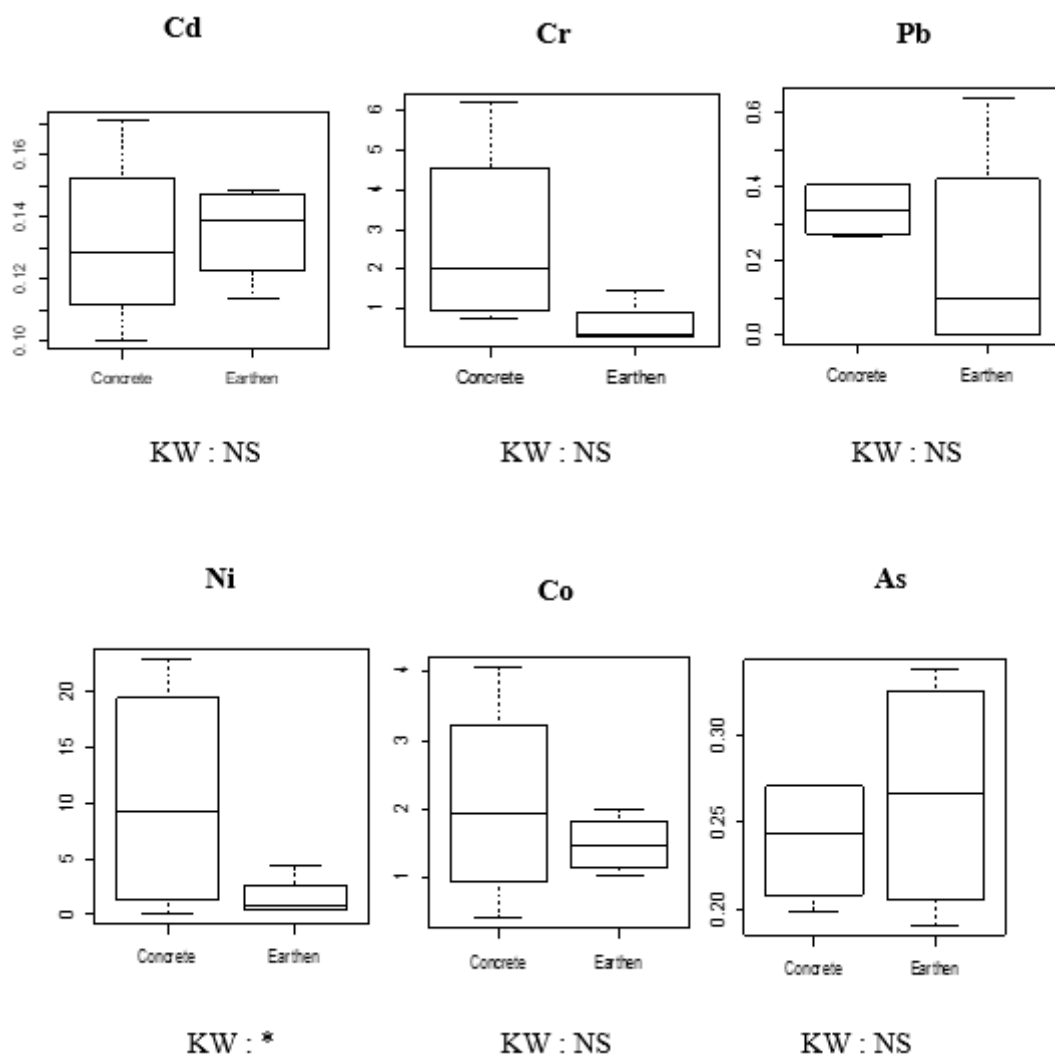 Cd
Cr
Pb
0.16
0.14
0.12
0.10
Concrete Earthen
6
5
4
3
2
1
Concrete Earthen
0.6
0.4
0.2
0.0
Concrete Earthen
KW : NS
KW : NS
KW : NS
Ni
Co
As
20
15
10
5
0
Concrete Earthen
4
3
2
1
Concrete Earthen
0.30
0.25
0.20
Concrete Earthen
KW : *
KW : NS
KW : NS